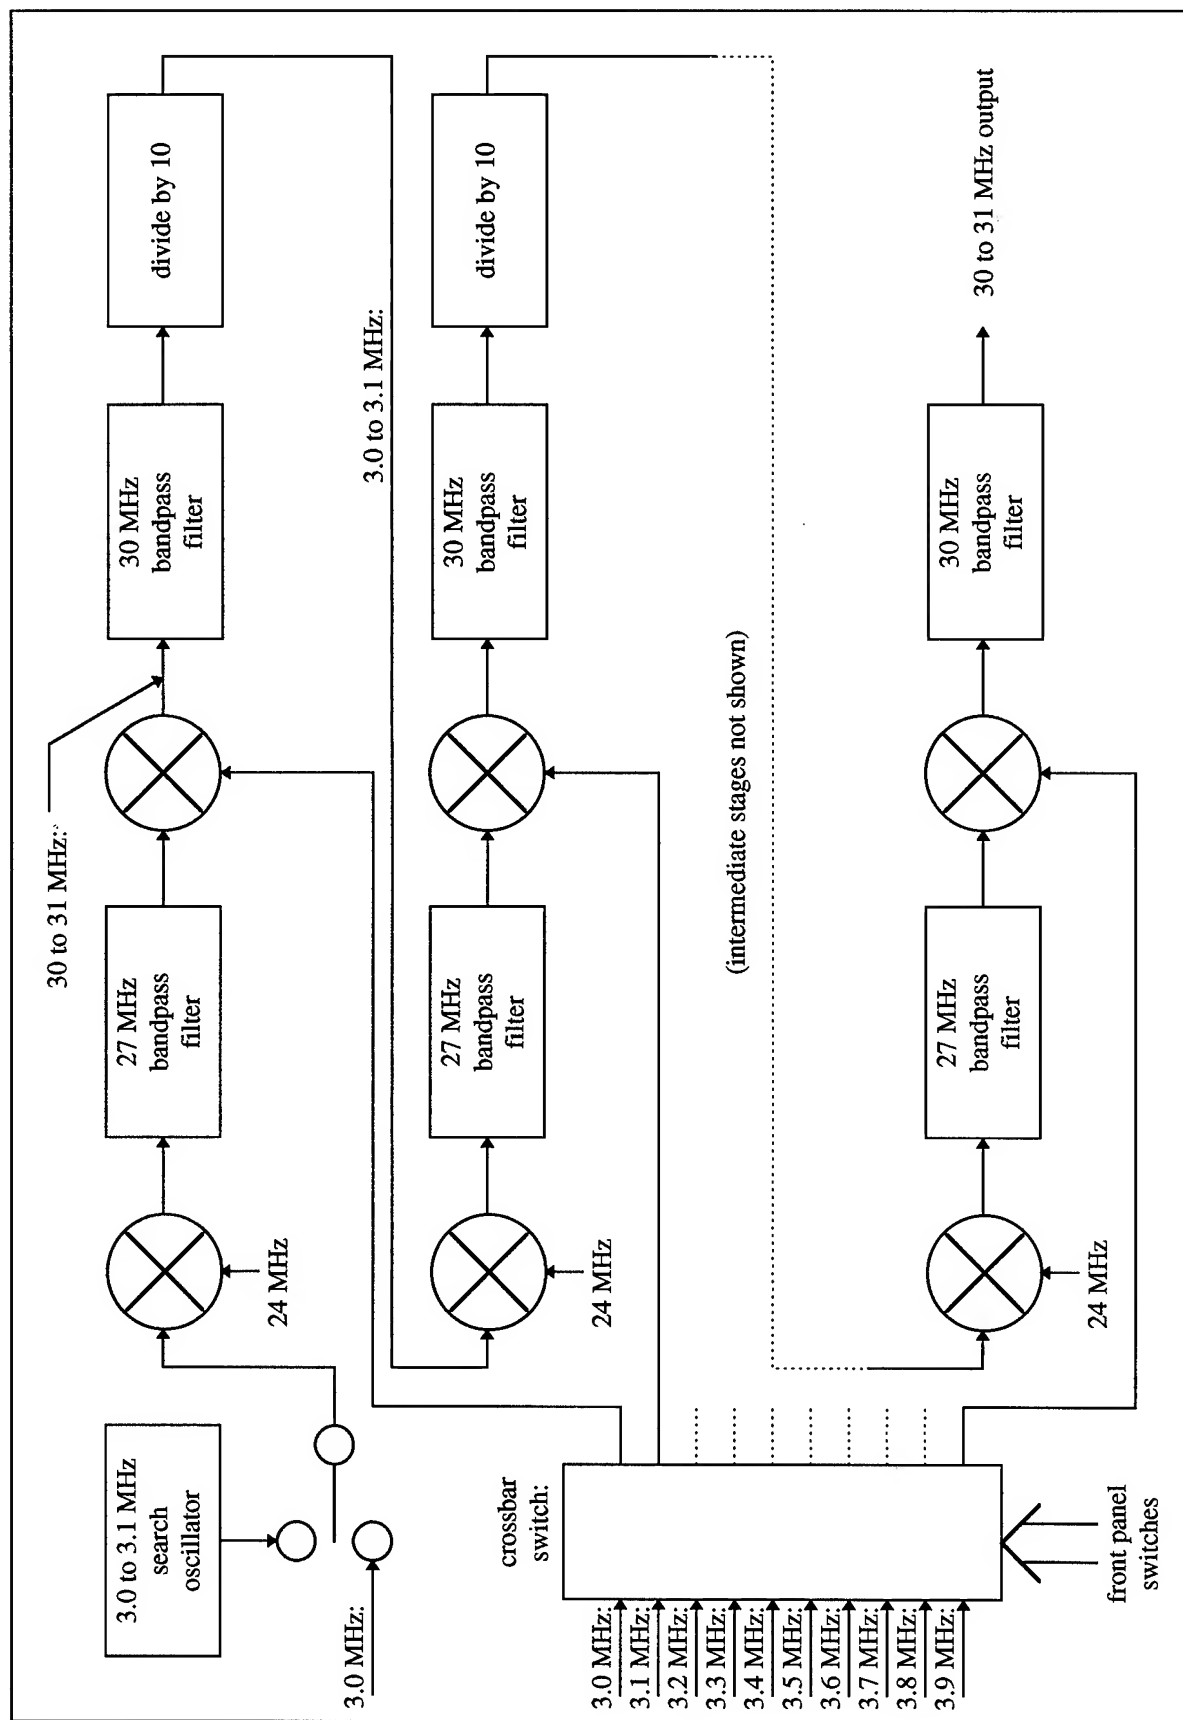 3.0 to 3.1 MHz
search
oscillator
3.0 MHz:
24 MHz
27 MHz
bandpass
filter
30 to 31 MHz:
30 MHz
bandpass
filter
divide by 10
3.0 to 3.1 MHz:
24 MHz
27 MHz
bandpass
filter
30 MHz
bandpass
filter
divide by 10
(intermediate stages not shown)
crossbar
switch:
3.0 MHz:
3.1 MHz:
3.2 MHz:
3.3 MHz:
3.4 MHz:
3.5 MHz:
3.6 MHz:
3.7 MHz:
3.8 MHz:
3.9 MHz:
front panel
switches
24 MHz
27 MHz
bandpass
filter
30 MHz
bandpass
filter
30 to 31 MHz output